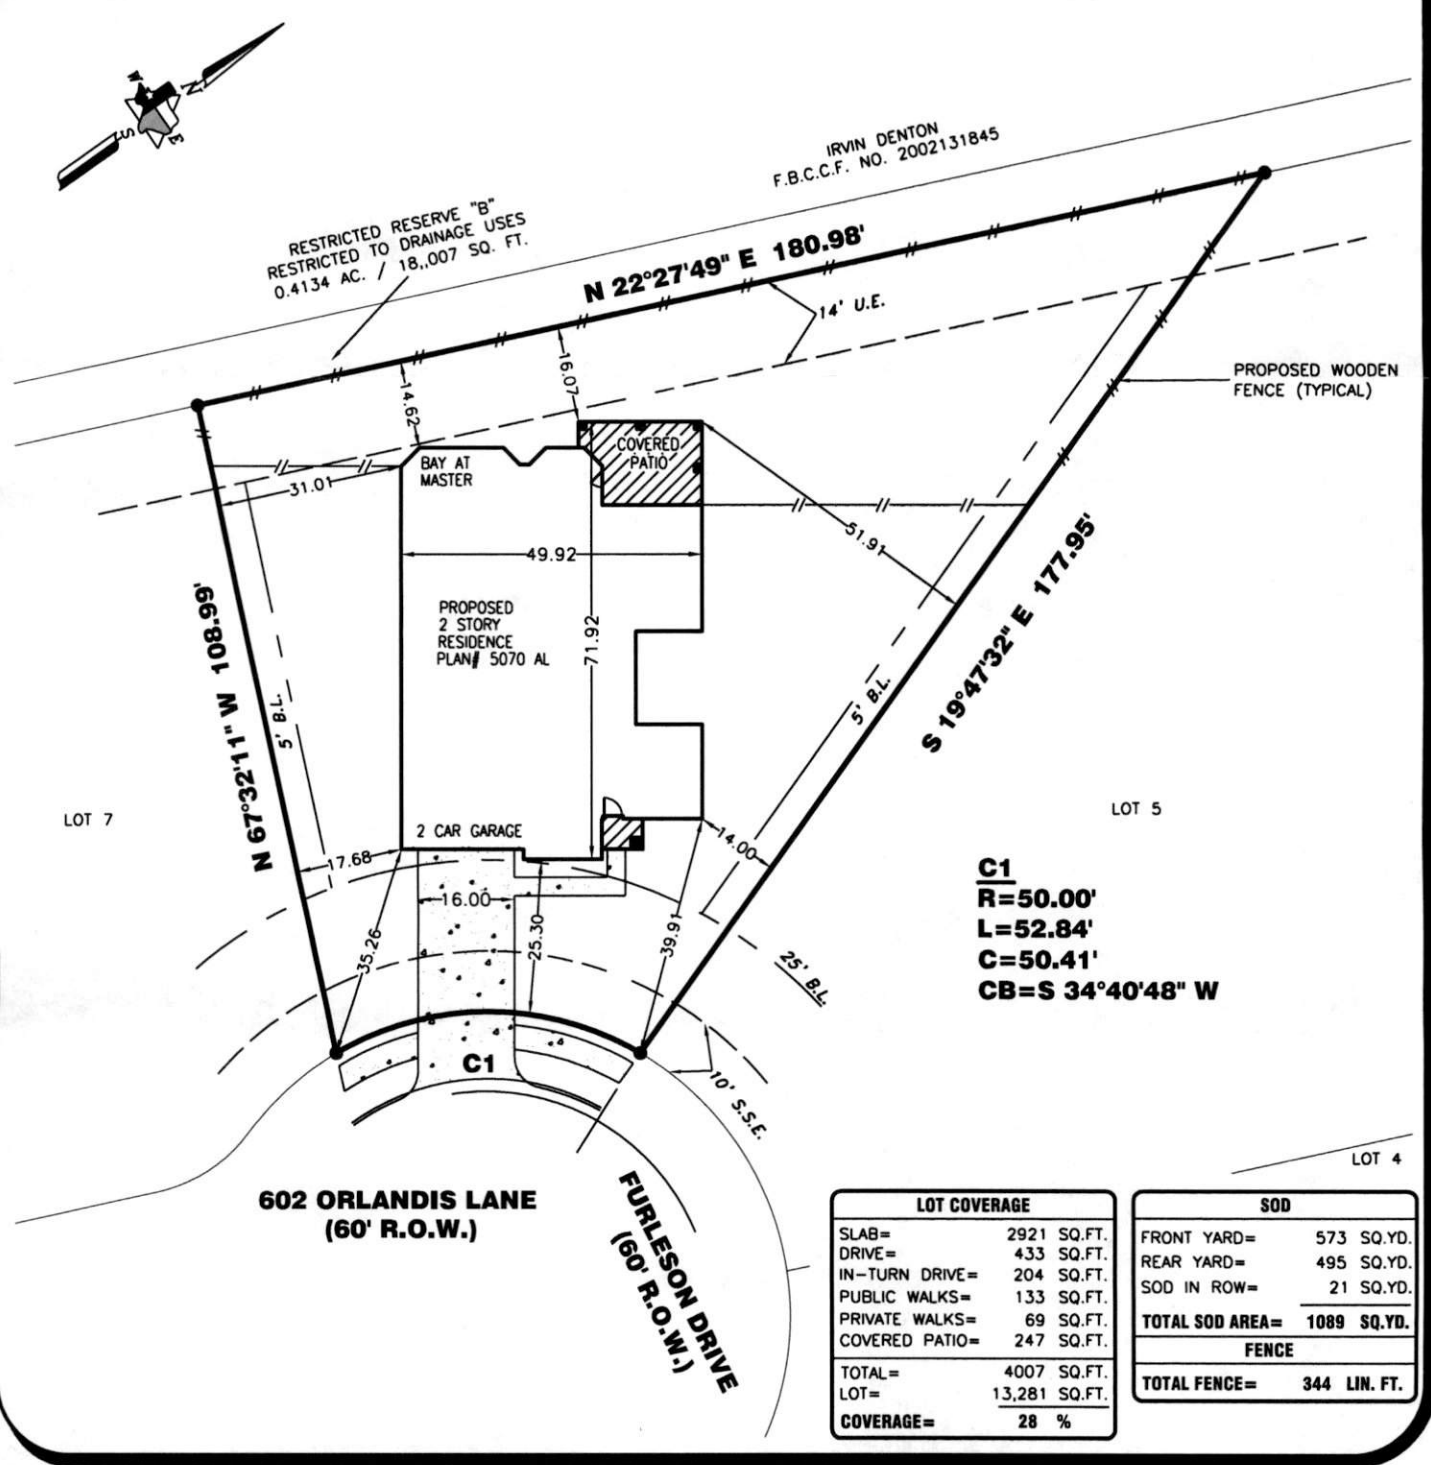 W
N
S
E
IRVIN DENTON
F.B.C.C.F. NO. 2002131845
RESTRICTED RESERVE "B"
RESTRICTED TO DRAINAGE USES
0.4134 AC. / 18,,007 SQ. FT.
N 22°27'49" E 180.98'
14' U.E.
16.07
14.62
PROPOSED WOODEN
FENCE (TYPICAL)
COVERED
PATIO
BAY AT
MASTER
31.01
51.91
49.92
PROPOSED
2 STORY
RESIDENCE
PLAN# 5070 AL
71.92
N 67°32'11" W 108.99'
5' B.L.
S 19°47'32" E 177.95'
5' B.L.
LOT 7
LOT 5
2 CAR GARAGE
17.68
14.00
16.00
35.26
25.30
39.91
25' B.L.
C1
R=50.00'
L=52.84'
C=50.41'
CB=S 34°40'48" W
C1
10' S.S.E.
LOT 4
602 ORLANDIS LANE
(60' R.O.W.)
FURLESON DRIVE
(60' R.O.W.)
LOT COVERAGE
SLAB= 2921 SQ.FT.
DRIVE= 433 SQ.FT.
IN-TURN DRIVE= 204 SQ.FT.
PUBLIC WALKS= 133 SQ.FT.
PRIVATE WALKS= 69 SQ.FT.
COVERED PATIO= 247 SQ.FT.
TOTAL= 4007 SQ.FT.
LOT= 13,281 SQ.FT.
COVERAGE= 28 %
SOD
FRONT YARD= 573 SQ.YD.
REAR YARD= 495 SQ.YD.
SOD IN ROW= 21 SQ.YD.
TOTAL SOD AREA= 1089 SQ.YD.
FENCE
TOTAL FENCE= 344 LIN. FT.